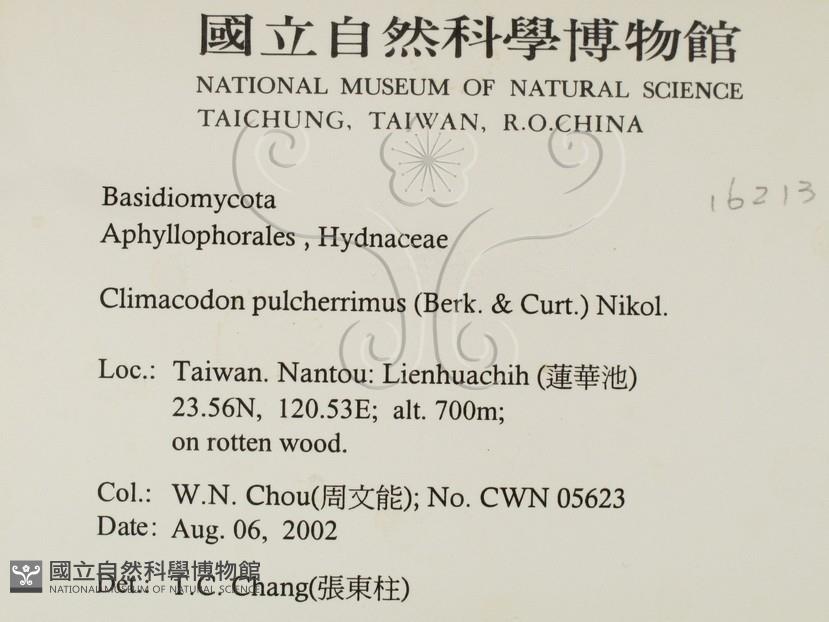 國立自然科學博物館
NATIONAL MUSEUM OF NATURAL SCIENCE
TAICHUNG, TAIWAN, R.O.CHINA
16213
Basidiomycota
Aphyllophorales , Hydnaceae
Climacodon pulcherrimus (Berk. & Curt.) Nikol.
Loc.: Taiwan. Nantou: Lienhuachih (蓮華池)
23.56N, 120.53E; alt. 700m;
on rotten wood.
Col.: W.N. Chou(周文能); No. CWN 05623
Date: Aug. 06, 2002
Det.: T.C. Chang(張東柱)
國立自然科學博物館
NATIONAL MUSEUM OF NATURAL SCIENCE